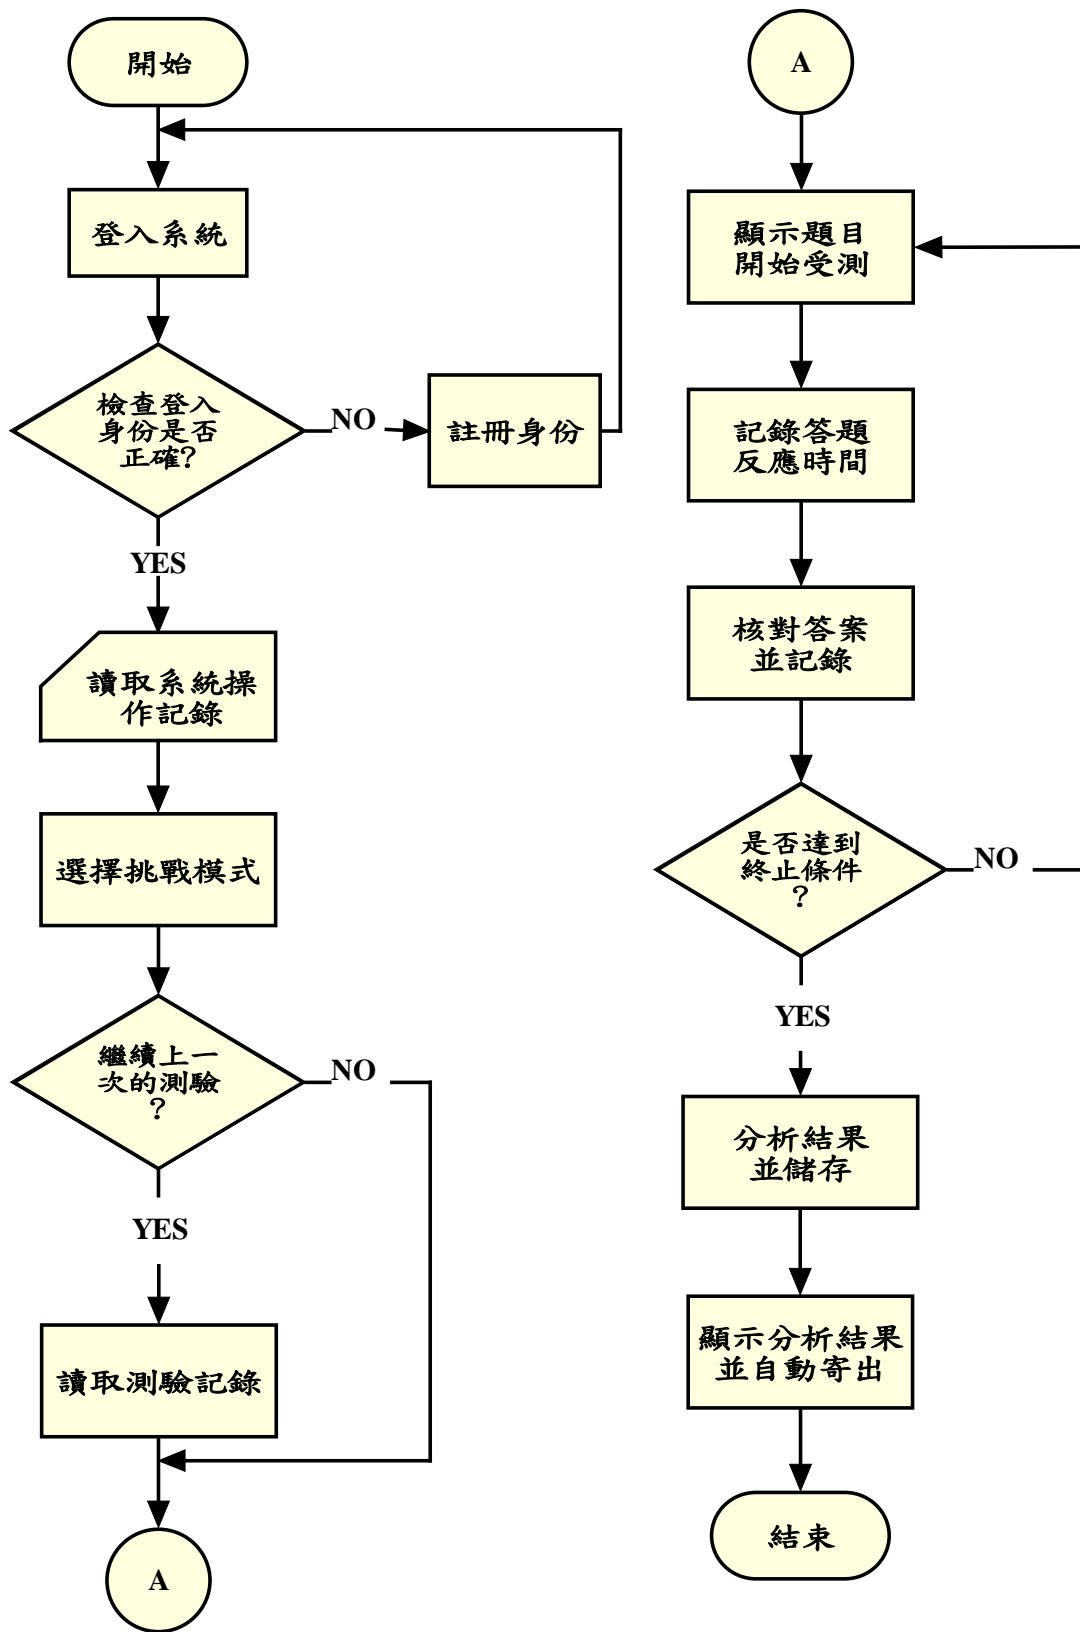 開始
登入系統
檢查登入
身份是否
正確?
NO
註冊身份
YES
讀取系統操
作記錄
選擇挑戰模式
繼續上一
次的測驗
?
NO
YES
讀取測驗記錄
A
A
顯示題目
開始受測
記錄答題
反應時間
核對答案
並記錄
是否達到
終止條件
?
NO
YES
分析結果
並儲存
顯示分析結果
並自動寄出
結束